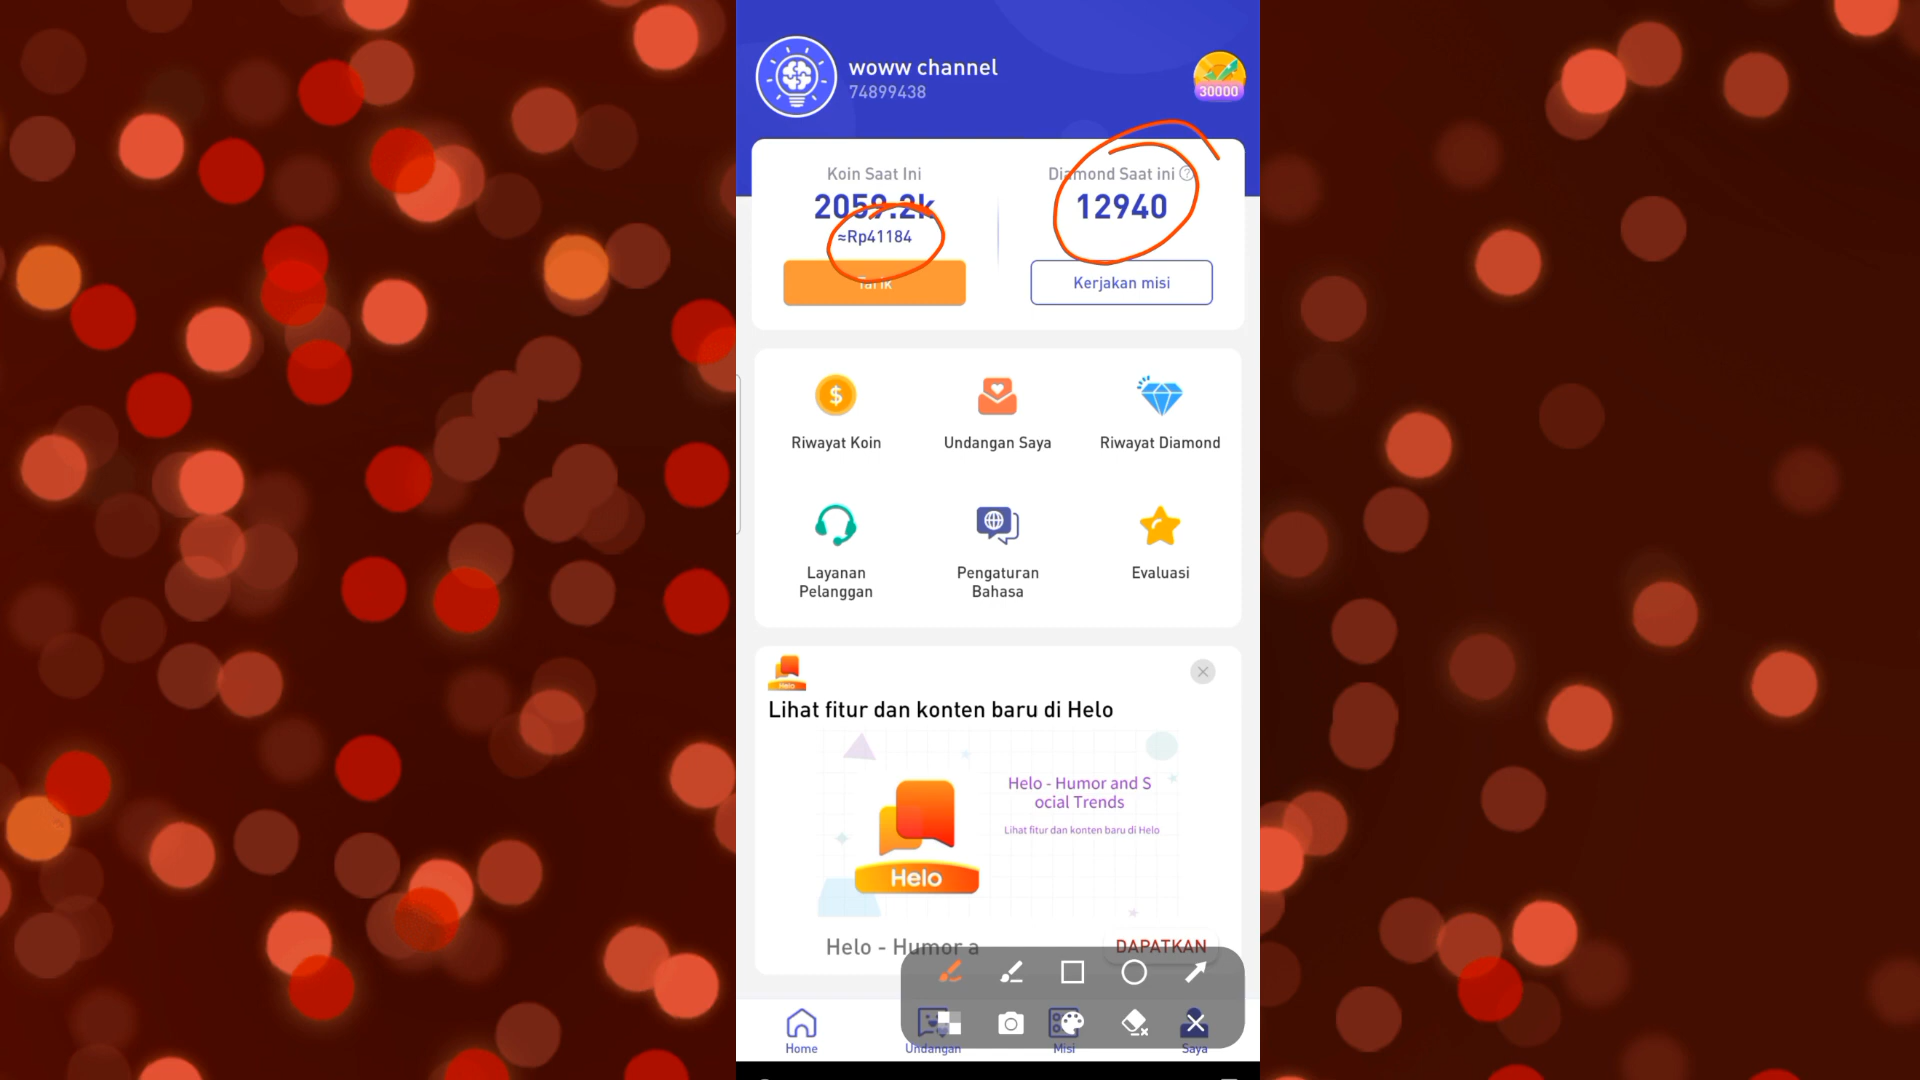 woww channel
74899438
30000
Koin Saat Ini
2059.2k
≈Rp41184
Tarik
Diamond Saat ini ?
12940
Kerjakan misi
Riwayat Koin
Undangan Saya
Riwayat Diamond
Layanan
Pelanggan
Pengaturan
Bahasa
Evaluasi
Helo
Lihat fitur dan konten baru di Helo
Helo - Humor and S
ocial Trends
Lihat fitur dan konten baru di Helo
Helo
Helo - Humor a
DAPATKAN
Home
Undangan
Misi
Saya